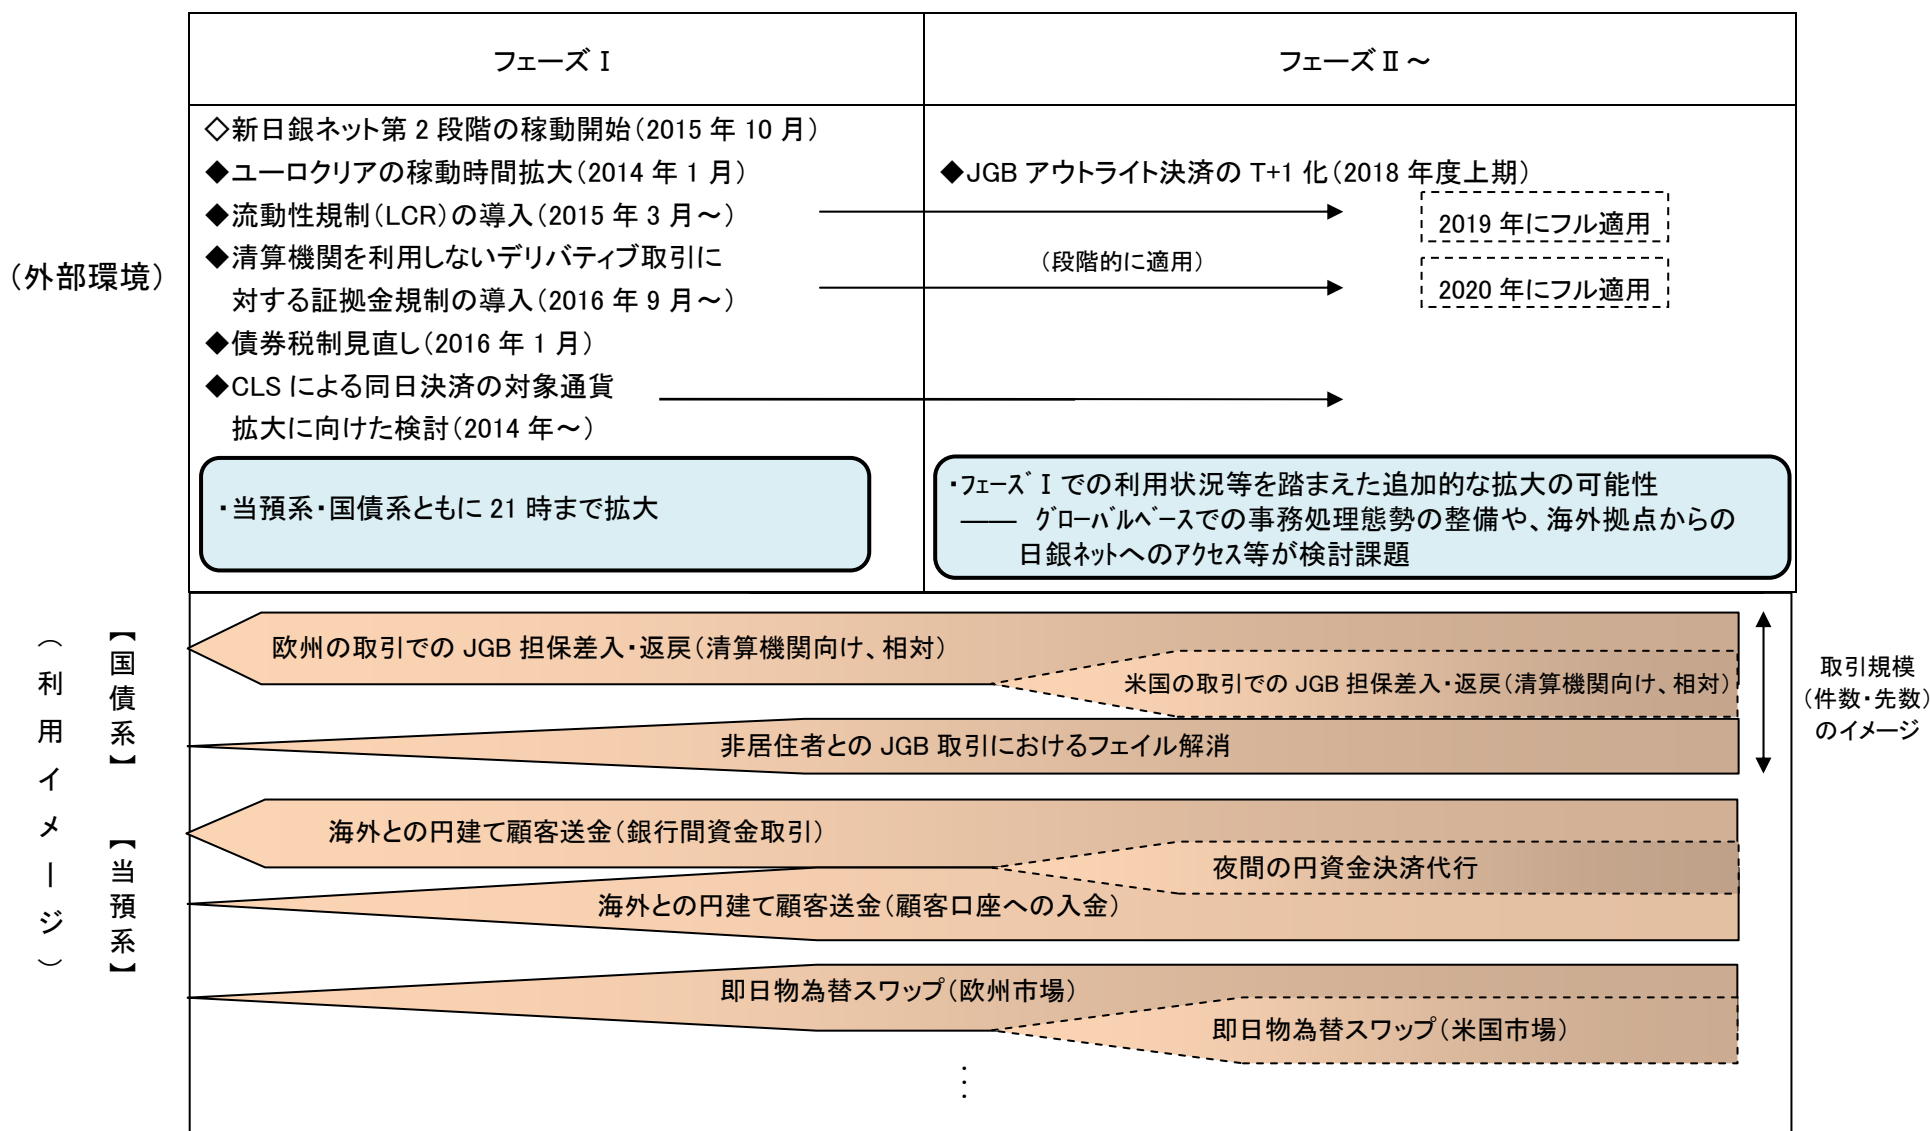 フェーズⅠ
フェーズⅡ～
（外部環境）
◇新日銀ネット第2段階の稼動開始（2015年10月）
◆ユーロクリアの稼動時間拡大（2014年1月）
◆流動性規制（LCR）の導入（2015年3月～）
◆清算機関を利用しないデリバティブ取引に
対する証拠金規制の導入（2016年9月～）
◆債券税制見直し（2016年1月）
◆CLSによる同日決済の対象通貨
拡大に向けた検討（2014年～）
◆JGBアウトライト決済のT+1化（2018年度上期）
2019年にフル適用
（段階的に適用）
2020年にフル適用
・当預系・国債系ともに21時まで拡大
・ﾌｪｰｽﾞⅠでの利用状況等を踏まえた追加的な拡大の可能性
―― ｸﾞﾛｰﾊﾞﾙﾍﾞｰｽでの事務処理態勢の整備や、海外拠点からの
日銀ﾈｯﾄへのｱｸｾｽ等が検討課題
（利用イメージ）
【国債系】
欧州の取引でのJGB担保差入・返戻（清算機関向け、相対）
米国の取引でのJGB担保差入・返戻（清算機関向け、相対）
非居住者とのJGB取引におけるフェイル解消
取引規模
（件数・先数）
のイメージ
【当預系】
海外との円建て顧客送金（銀行間資金取引）
夜間の円資金決済代行
海外との円建て顧客送金（顧客口座への入金）
即日物為替スワップ（欧州市場）
即日物為替スワップ（米国市場）
⋮